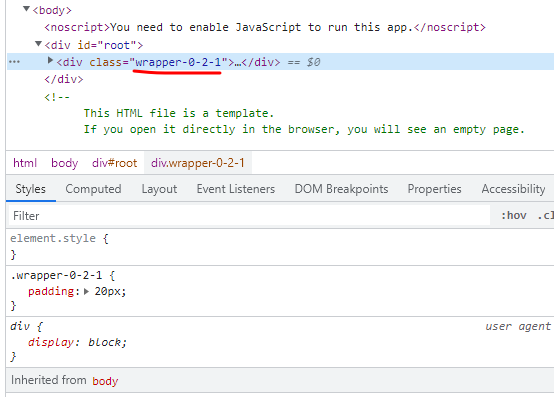 ▼<body>
<noscript>You need to enable JavaScript to run this app.</noscript>
▼<div id="root">
… ▶<div class="wrapper-0-2-1">…</div> == $0
</div>
<!--
This HTML file is a template.
If you open it directly in the browser, you will see an empty page.
html body div#root div.wrapper-0-2-1
Styles Computed Layout Event Listeners DOM Breakpoints Properties Accessibility
Filter :hov .cl
element.style {
}
.wrapper-0-2-1 {
padding:▶ 20px;
}
div { user agent
display: block;
}
Inherited from body